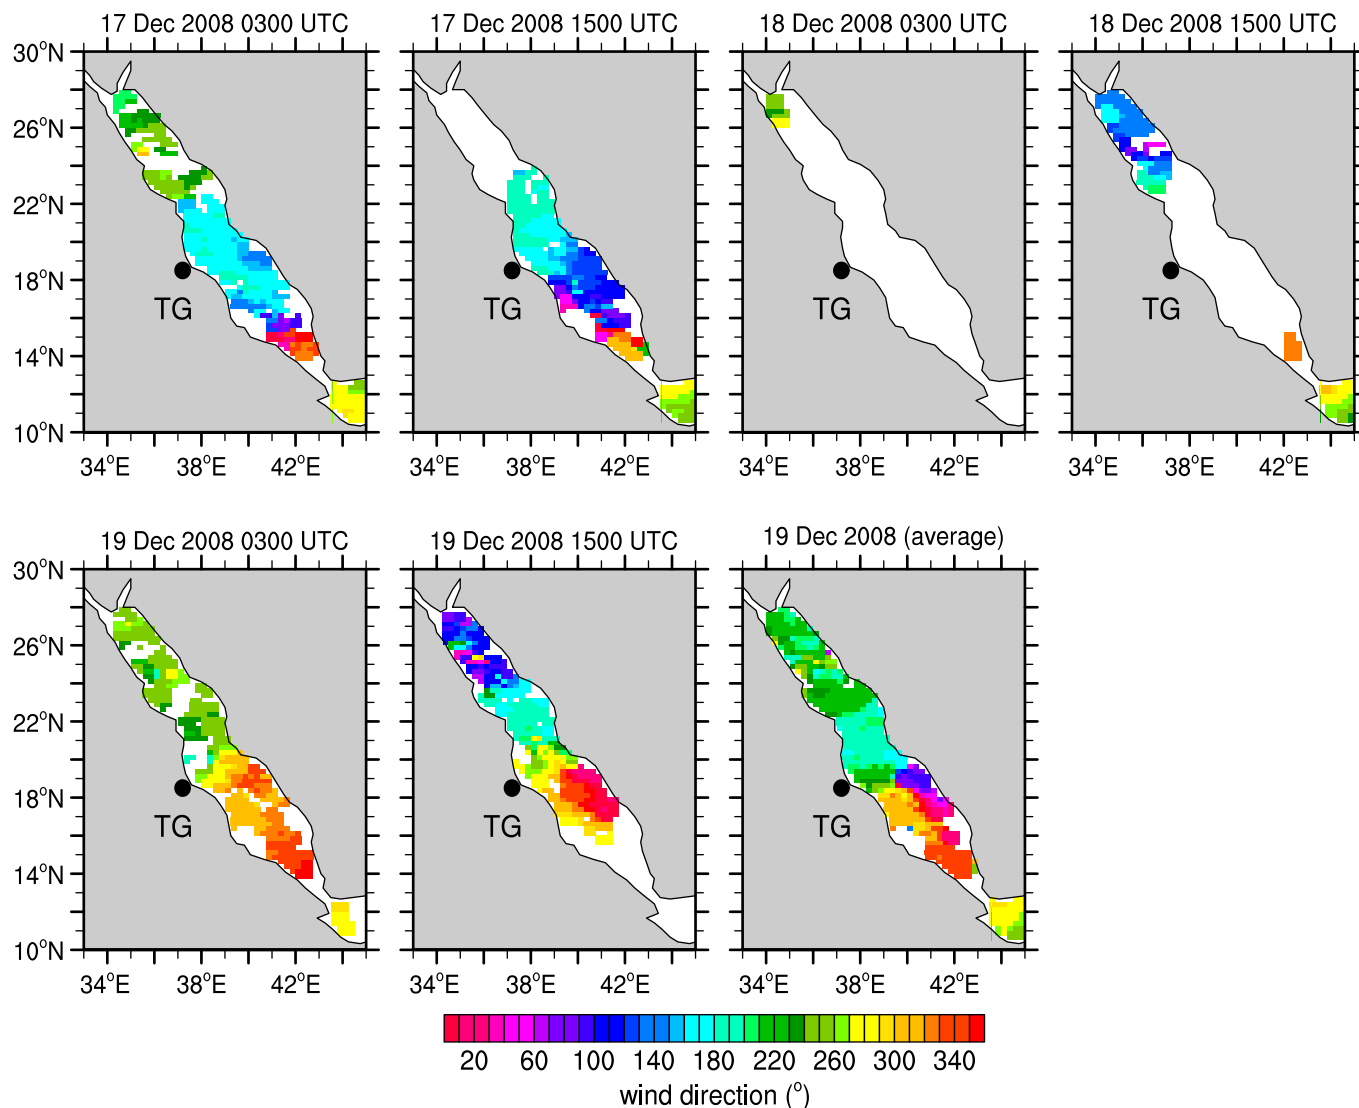 17 Dec 2008 0300 UTC 17 Dec 2008 1500 UTC 18 Dec 2008 0300 UTC 18 Dec 2008 1500 UTC
30°N
26°N
22°N
18°N
TG TG TG TG
14°N
10°N
34°E 38°E 42°E 34°E 38°E 42°E 34°E 38°E 42°E 34°E 38°E 42°E
19 Dec 2008 0300 UTC 19 Dec 2008 1500 UTC 19 Dec 2008 (average)
30°N
26°N
22°N
18°N
TG TG TG
14°N
10°N
34°E 38°E 42°E 34°E 38°E 42°E 34°E 38°E 42°E
20 60 100 140 180 220 260 300 340
wind direction (°)